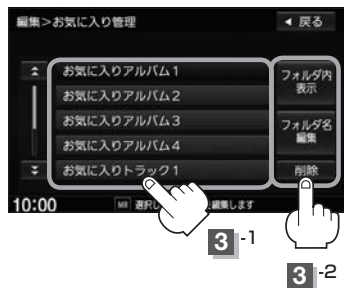 編集>お気に入り管理
戻る
お気に入りアルバム1
お気に入りアルバム2
お気に入りアルバム3
お気に入りアルバム4
お気に入りトラック1
フォルダ内
表示
フォルダ名
編集
削除
10:00
選択し 編集します
3-1
3-2